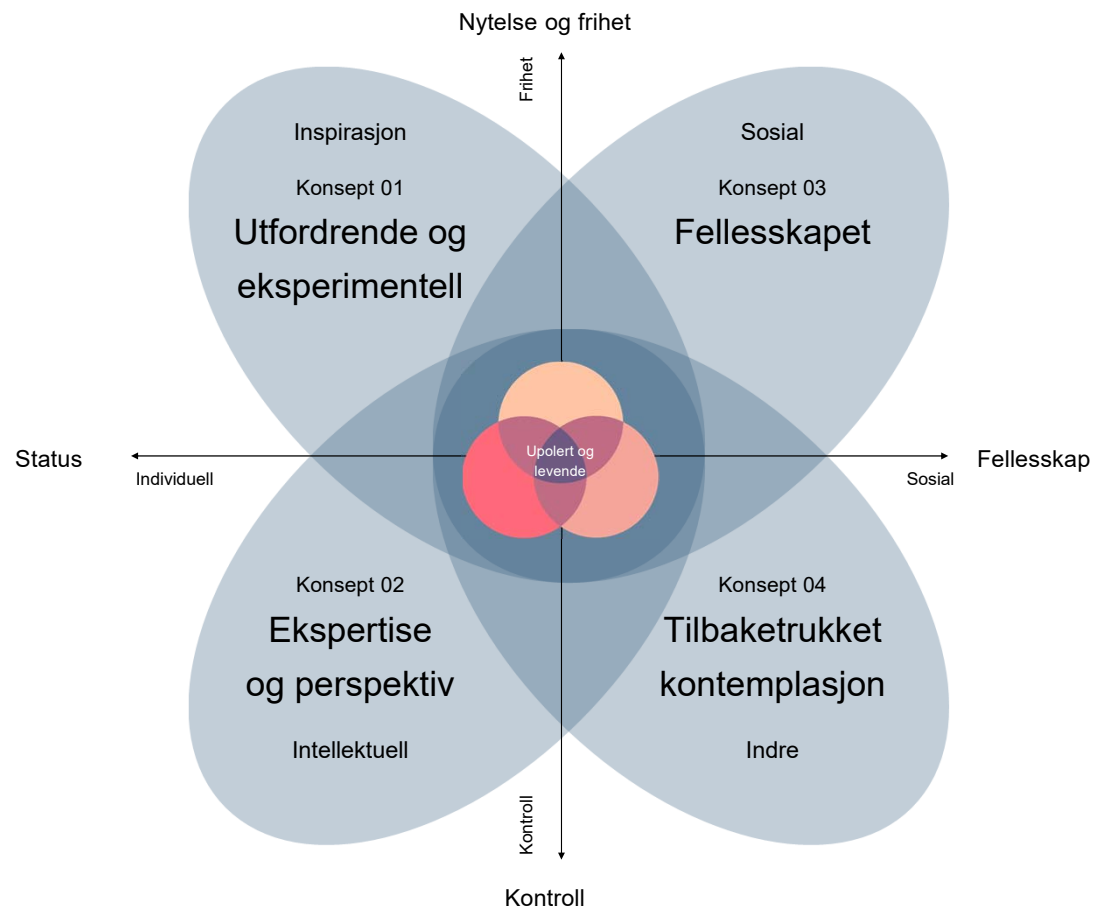 Nytelse og frihet
Frihet
Inspirasjon
Konsept 01
Utfordrende og
eksperimentell
Sosial
Konsept 03
Fellesskapet
Upolert og
levende
Status
Individuell
Sosial
Fellesskap
Konsept 02
Ekspertise
og perspektiv
Intellektuell
Konsept 04
Tilbaketrukket
kontemplasjon
Indre
Kontroll
Kontroll